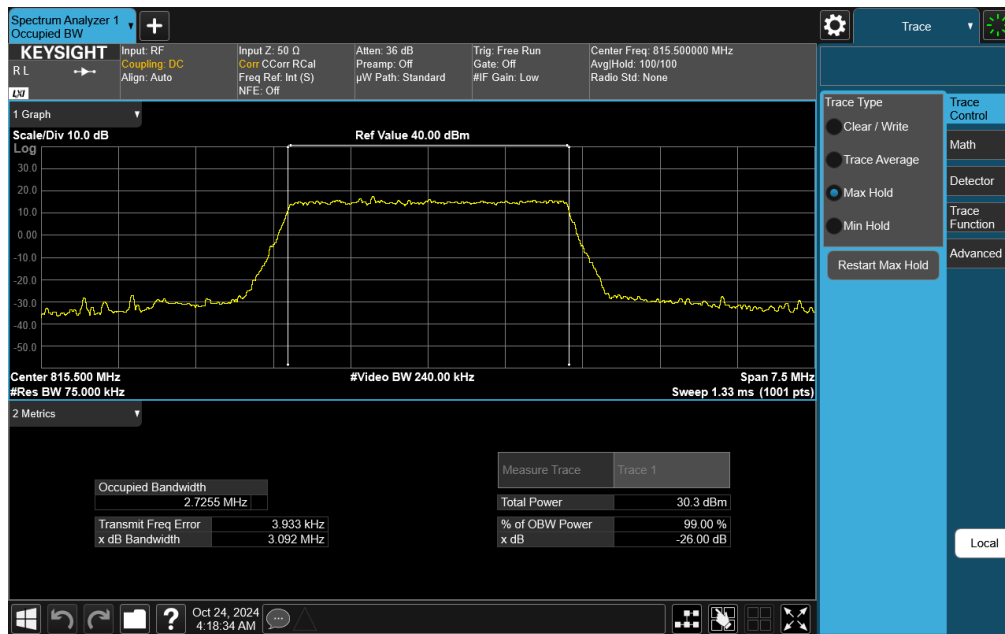 Spectrum Analyzer 1
Occupied BW
Trace
KEYSIGHT
R L
LXI
Input: RF
Coupling: DC
Align: Auto
Input Z: 50 Ω
Corr CCorr RCal
Freq Ref: Int (S)
NFE: Off
Atten: 36 dB
Preamp: Off
µW Path: Standard
Trig: Free Run
Gate: Off
#IF Gain: Low
Center Freq: 815.500000 MHz
Avg|Hold: 100/100
Radio Std: None
1 Graph
Scale/Div 10.0 dB
Ref Value 40.00 dBm
Log
30.0
20.0
10.0
0.00
-10.0
-20.0
-30.0
-40.0
-50.0
Center 815.500 MHz
#Video BW 240.00 kHz
Span 7.5 MHz
#Res BW 75.000 kHz
Sweep 1.33 ms (1001 pts)
2 Metrics
Measure Trace
Trace 1
Occupied Bandwidth
2.7255 MHz
Total Power
30.3 dBm
Transmit Freq Error
3.933 kHz
% of OBW Power
99.00 %
x dB Bandwidth
3.092 MHz
x dB
-26.00 dB
Trace Type
Clear / Write
Trace Average
Max Hold
Min Hold
Restart Max Hold
Trace
Control
Math
Detector
Trace
Function
Advanced
Local
?
Oct 24, 2024
4:18:34 AM